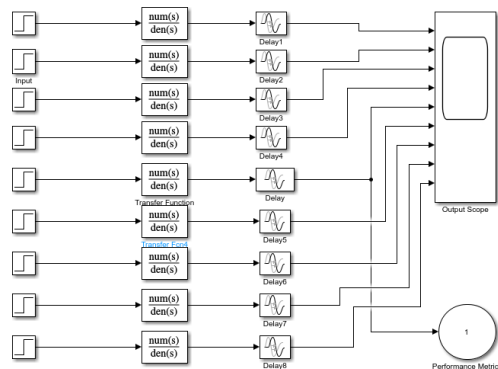 num(s)
den(s)
Delay1
num(s)
den(s)
Input
Delay2
num(s)
den(s)
Delay3
num(s)
den(s)
Delay4
num(s)
den(s)
Transfer Function
Delay
Output Scope
num(s)
den(s)
Transfer Fcn4
Delay5
num(s)
den(s)
Delay6
num(s)
den(s)
Delay7
num(s)
den(s)
Delay8
1
Performance Metric